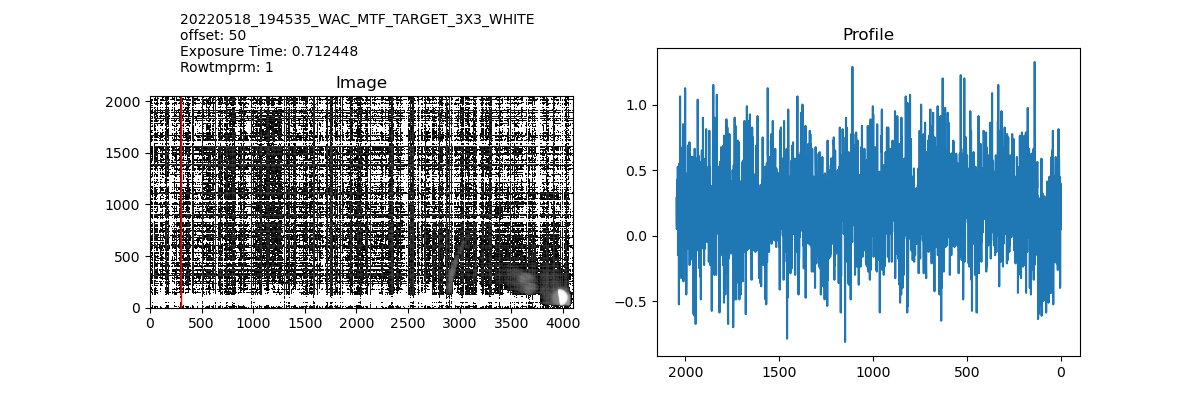 20220518_194535_WAC_MTF_TARGET_3X3_WHITE
offset: 50
Exposure Time: 0.712448
Rowtmprm: 1
Image
2000
1500
1000
500
0
0 500 1000 1500 2000 2500 3000 3500 4000
Profile
1.0
0.5
0.0
−0.5
2000 1500 1000 500 0